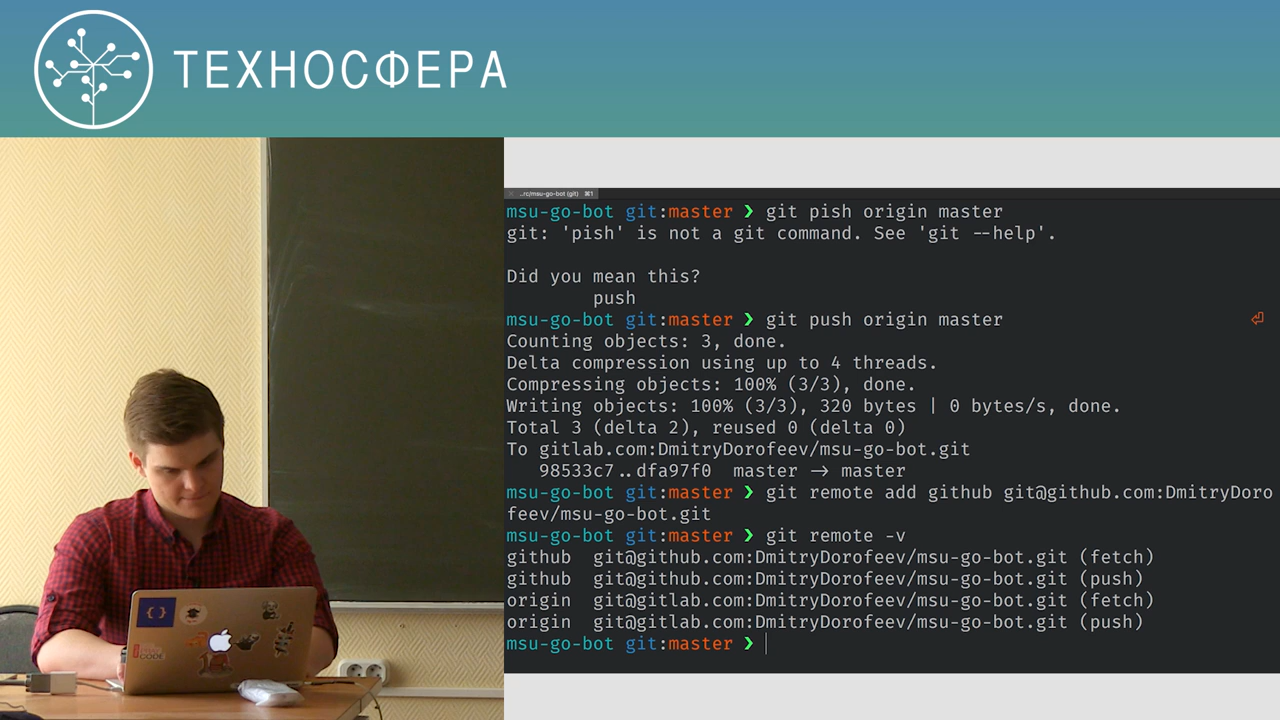 ТЕХНОСФЕРА
...rc/msu-go-bot (git) ⌘1
msu-go-bot git:master ❯ git pish origin master
git: 'pish' is not a git command. See 'git --help'.
Did you mean this?
push
msu-go-bot git:master ❯ git push origin master
Counting objects: 3, done.
Delta compression using up to 4 threads.
Compressing objects: 100% (3/3), done.
Writing objects: 100% (3/3), 320 bytes | 0 bytes/s, done.
Total 3 (delta 2), reused 0 (delta 0)
To gitlab.com:DmitryDorofeev/msu-go-bot.git
98533c7..dfa97f0 master -> master
msu-go-bot git:master ❯ git remote add github git@github.com:DmitryDoro
feev/msu-go-bot.git
msu-go-bot git:master ❯ git remote -v
github git@github.com:DmitryDorofeev/msu-go-bot.git (fetch)
github git@github.com:DmitryDorofeev/msu-go-bot.git (push)
origin git@gitlab.com:DmitryDorofeev/msu-go-bot.git (fetch)
origin git@gitlab.com:DmitryDorofeev/msu-go-bot.git (push)
msu-go-bot git:master ❯
{ }
CODE